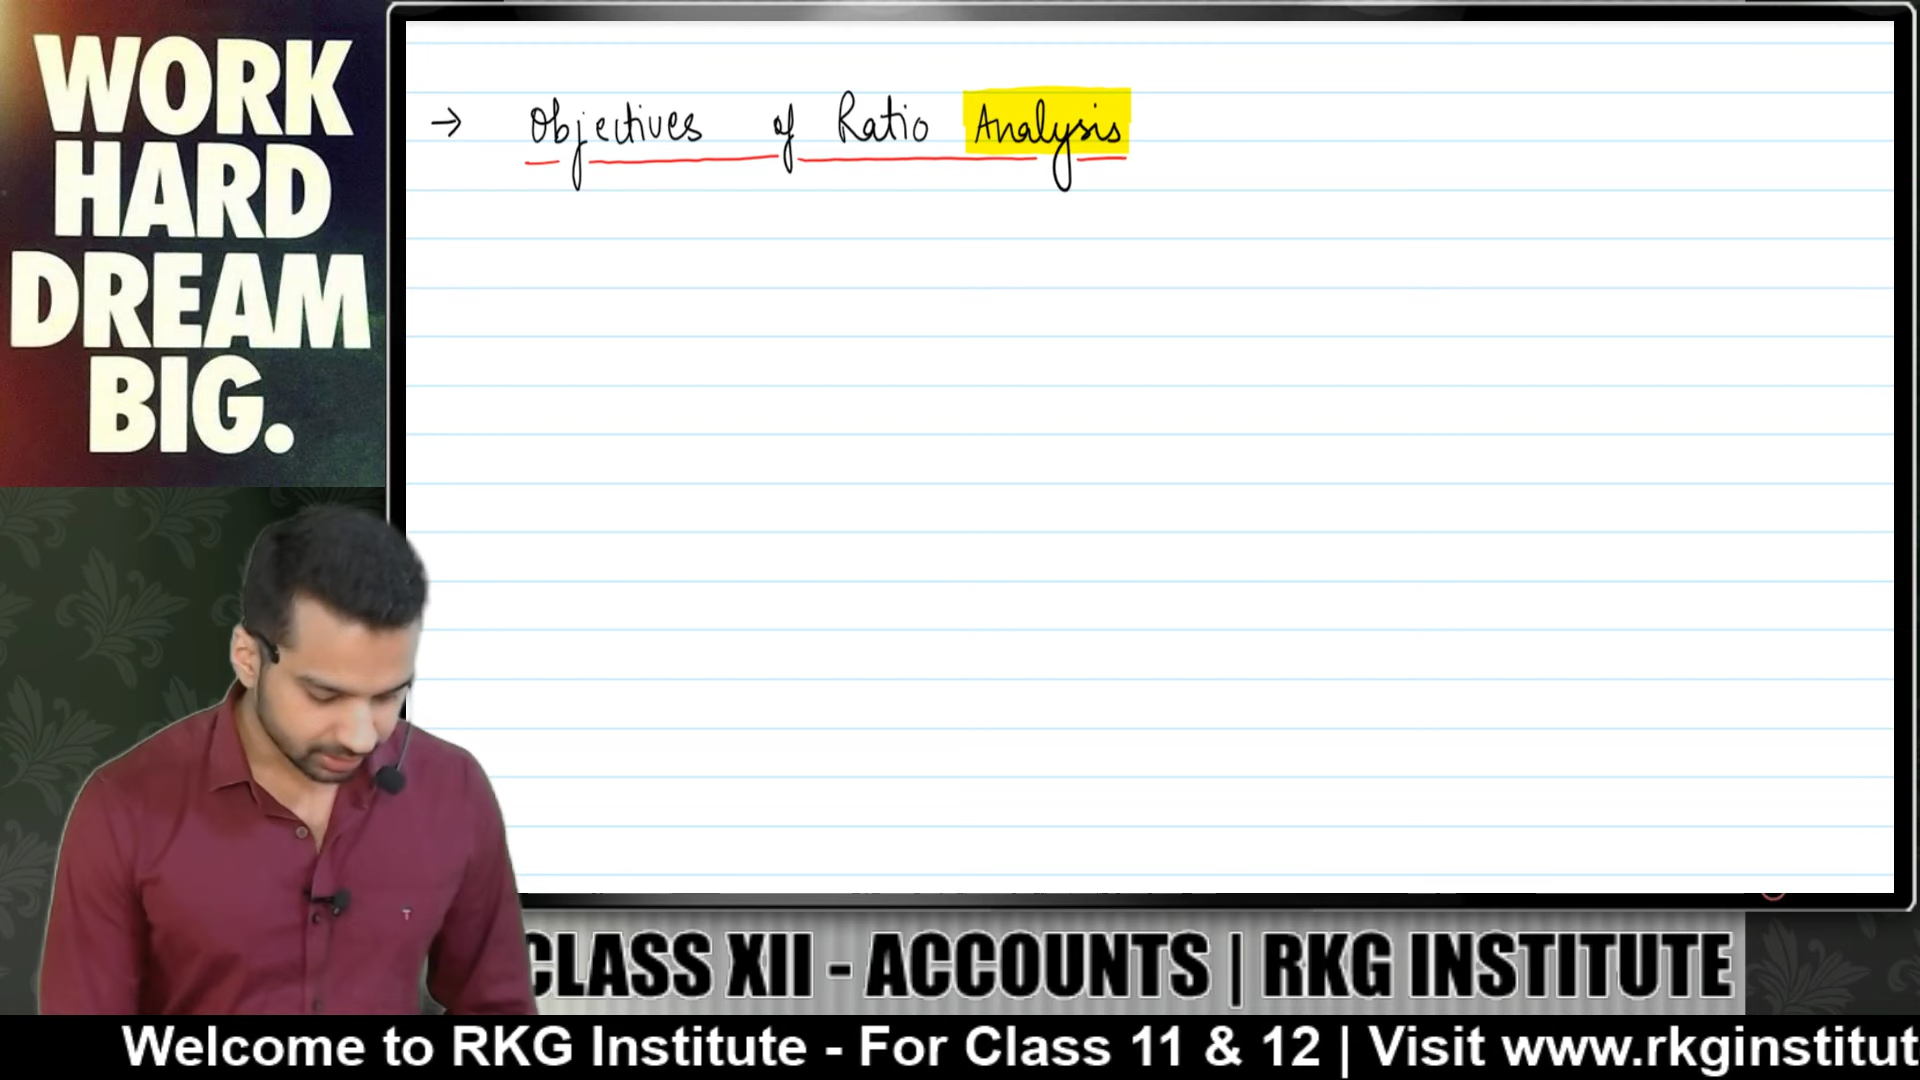 WORK
HARD
DREAM
BIG.
→ Objectives of Ratio Analysis
CLASS XII - ACCOUNTS | RKG INSTITUTE
Welcome to RKG Institute - For Class 11 & 12 | Visit www.rkginstitut